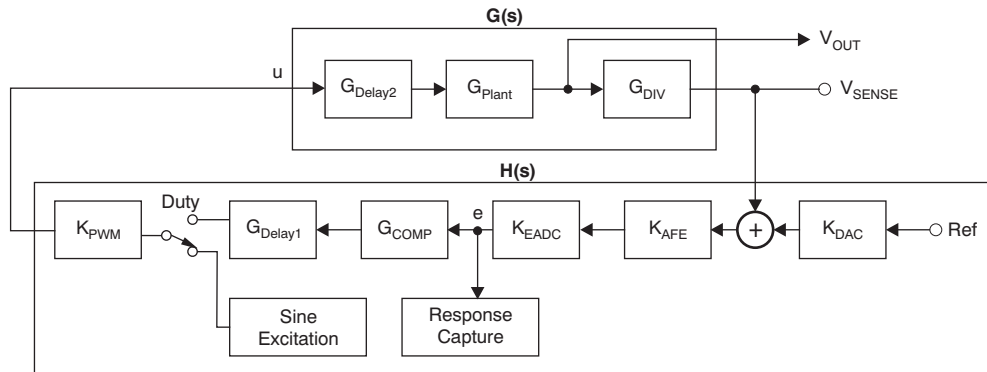 G(s)
V_OUT
u
G_Delay2
G_Plant
G_DIV
V_SENSE
H(s)
Duty
K_PWM
G_Delay1
G_COMP
e
K_EADC
K_AFE
+
K_DAC
Ref
Sine
Excitation
Response
Capture